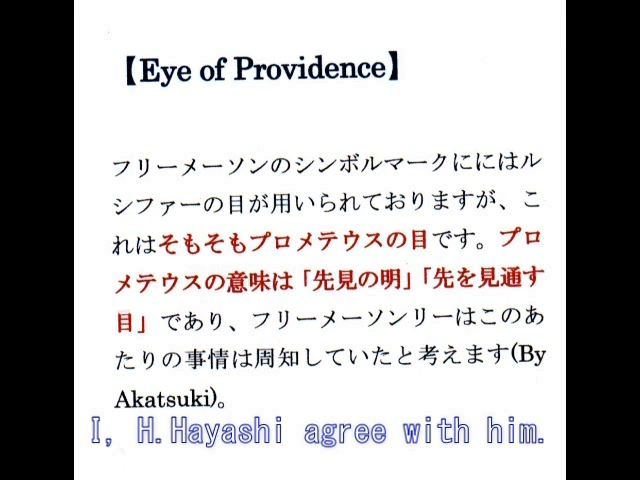 【Eye of Providence】
フリーメーソンのシンボルマークににはル
シファーの目が用いられておりますが、こ
れはそもそもプロメテウスの目です。プロ
メテウスの意味は「先見の明」「先を見通す
目」であり、フリーメーソンリーはこのあ
たりの事情は周知していたと考えます(By
Akatsuki)。
I, H.Hayashi agree with him.